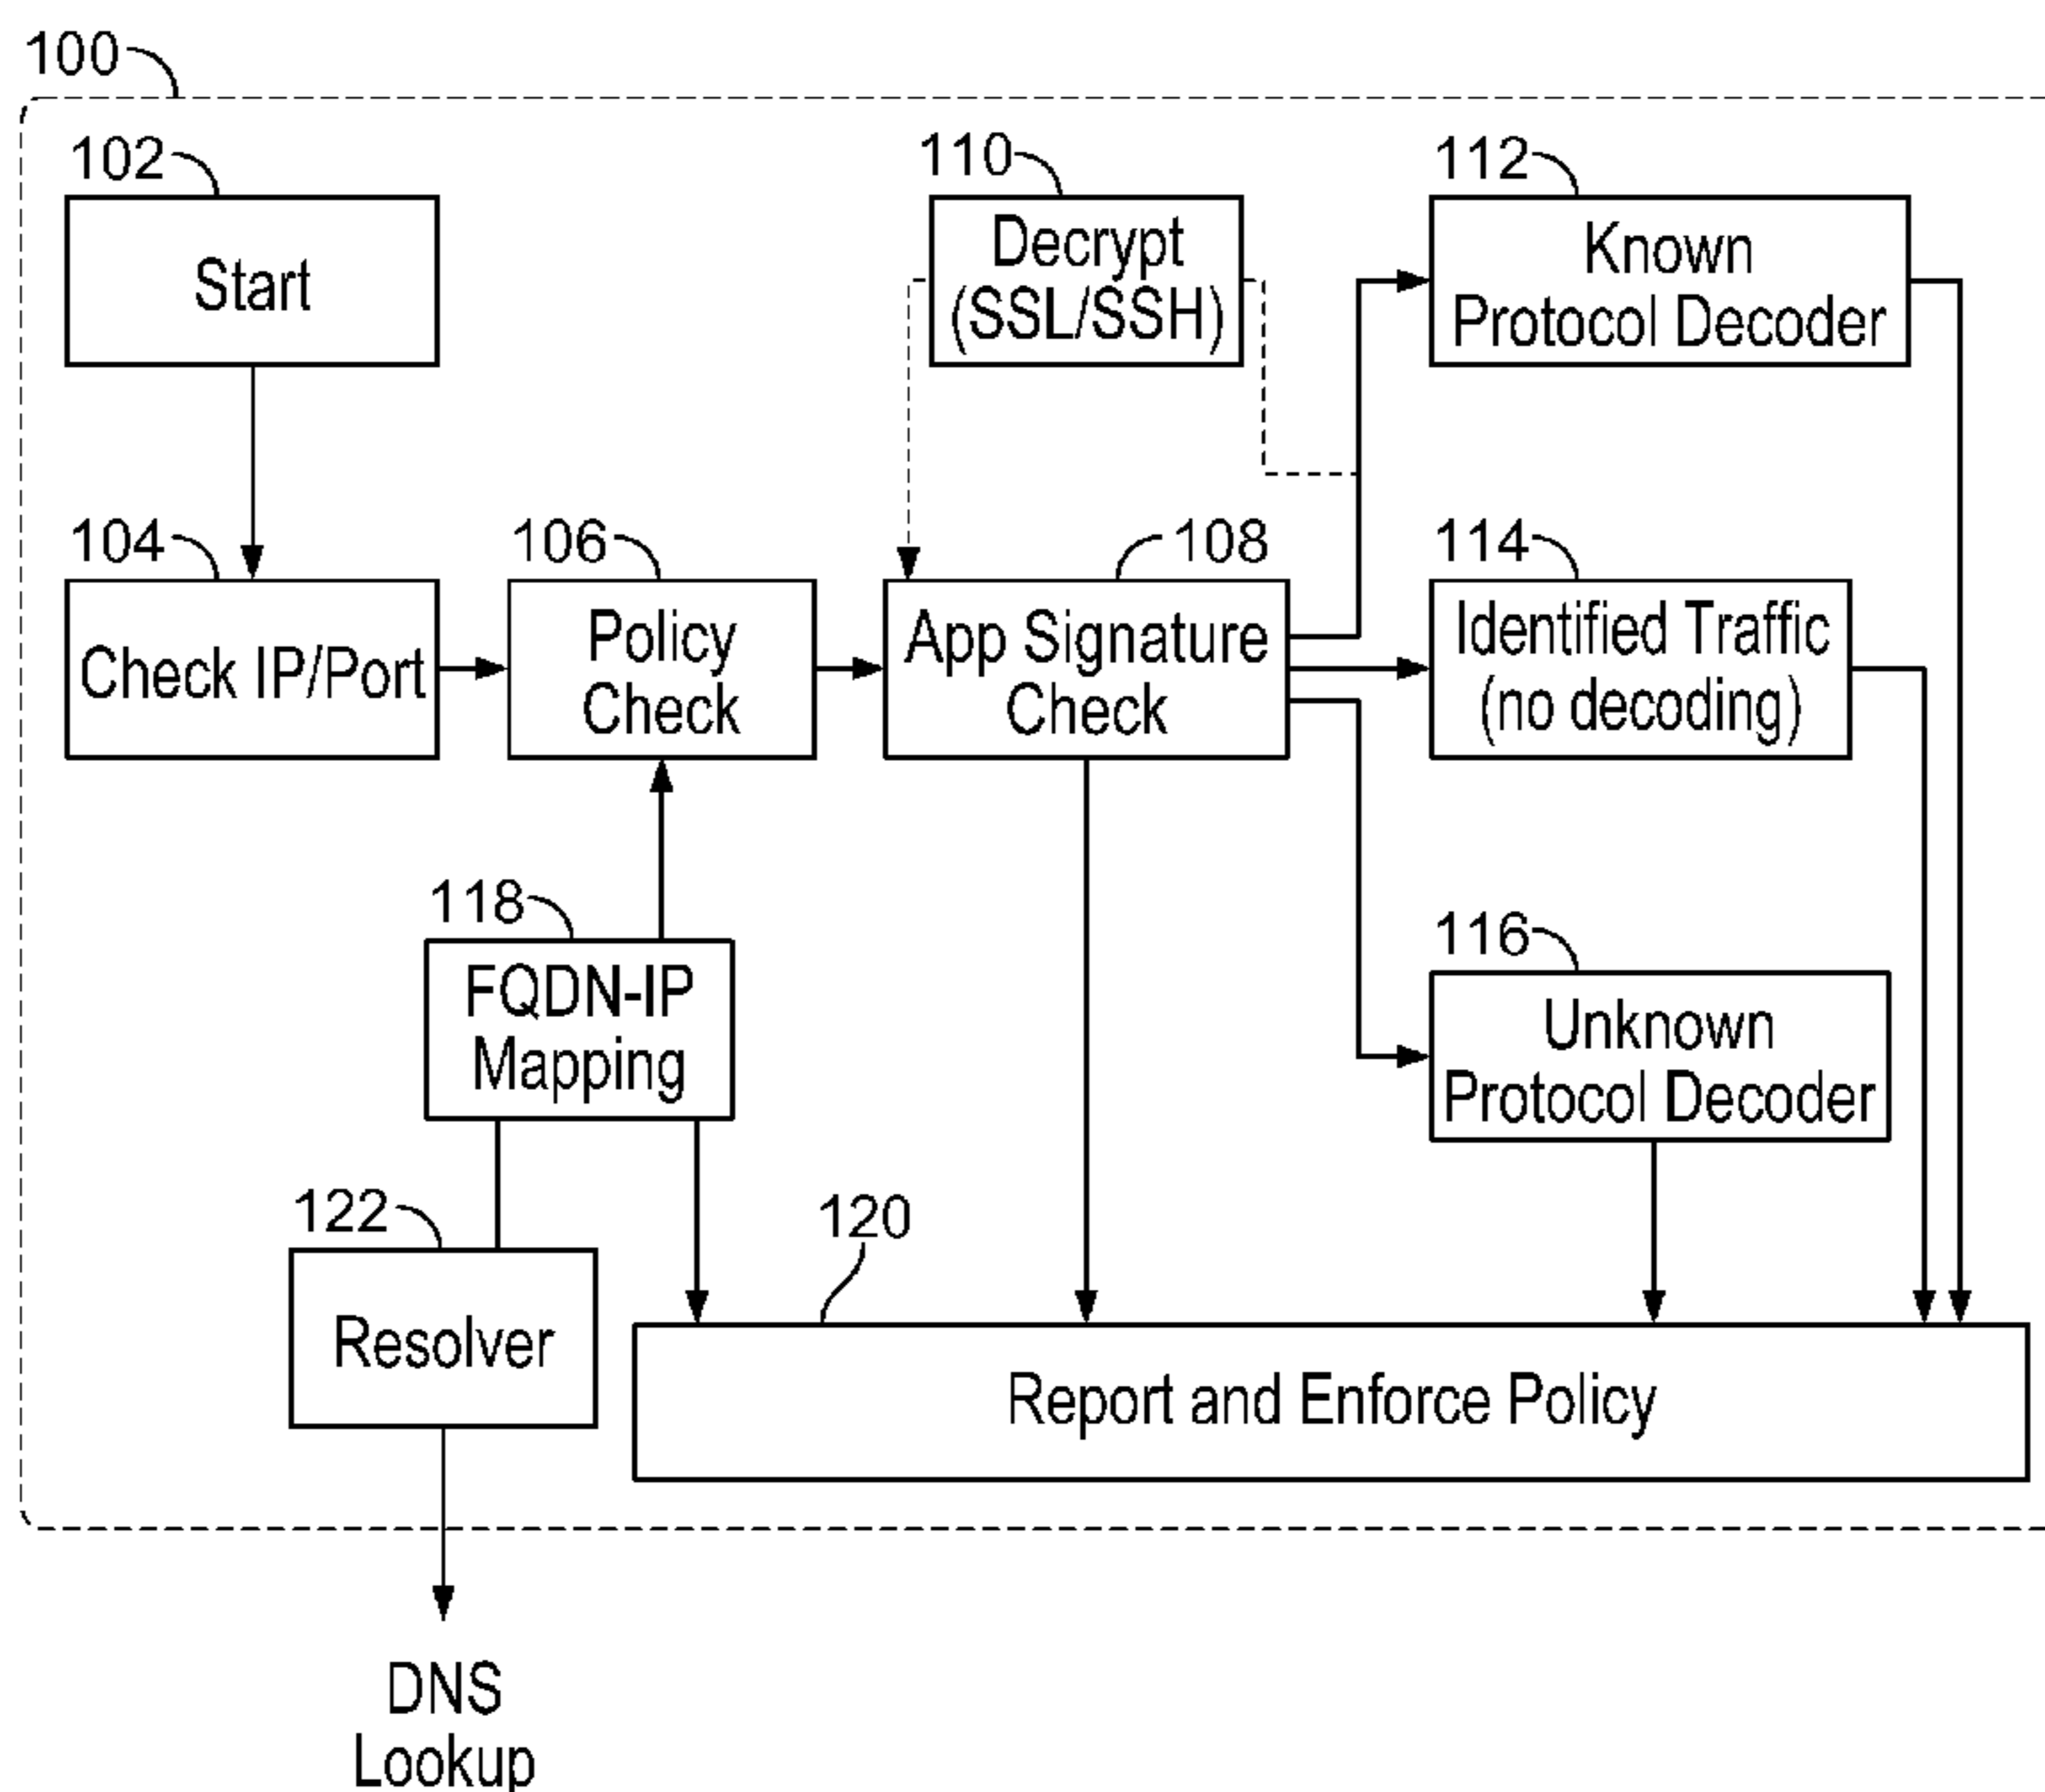 100
102
Start
110
Decrypt
(SSL/SSH)
112
Known
Protocol Decoder
104
Check IP/Port
106
Policy
Check
108
App Signature
Check
114
Identified Traffic
(no decoding)
118
FQDN-IP
Mapping
116
Unknown
Protocol Decoder
122
Resolver
120
Report and Enforce Policy
DNS
Lookup